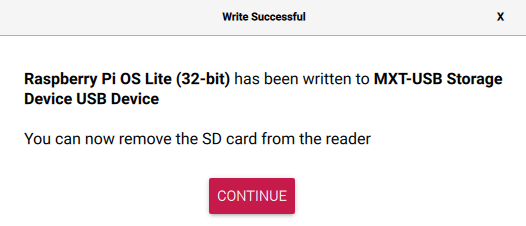 Write Successful
X
Raspberry Pi OS Lite (32-bit) has been written to MXT-USB Storage
Device USB Device
You can now remove the SD card from the reader
CONTINUE